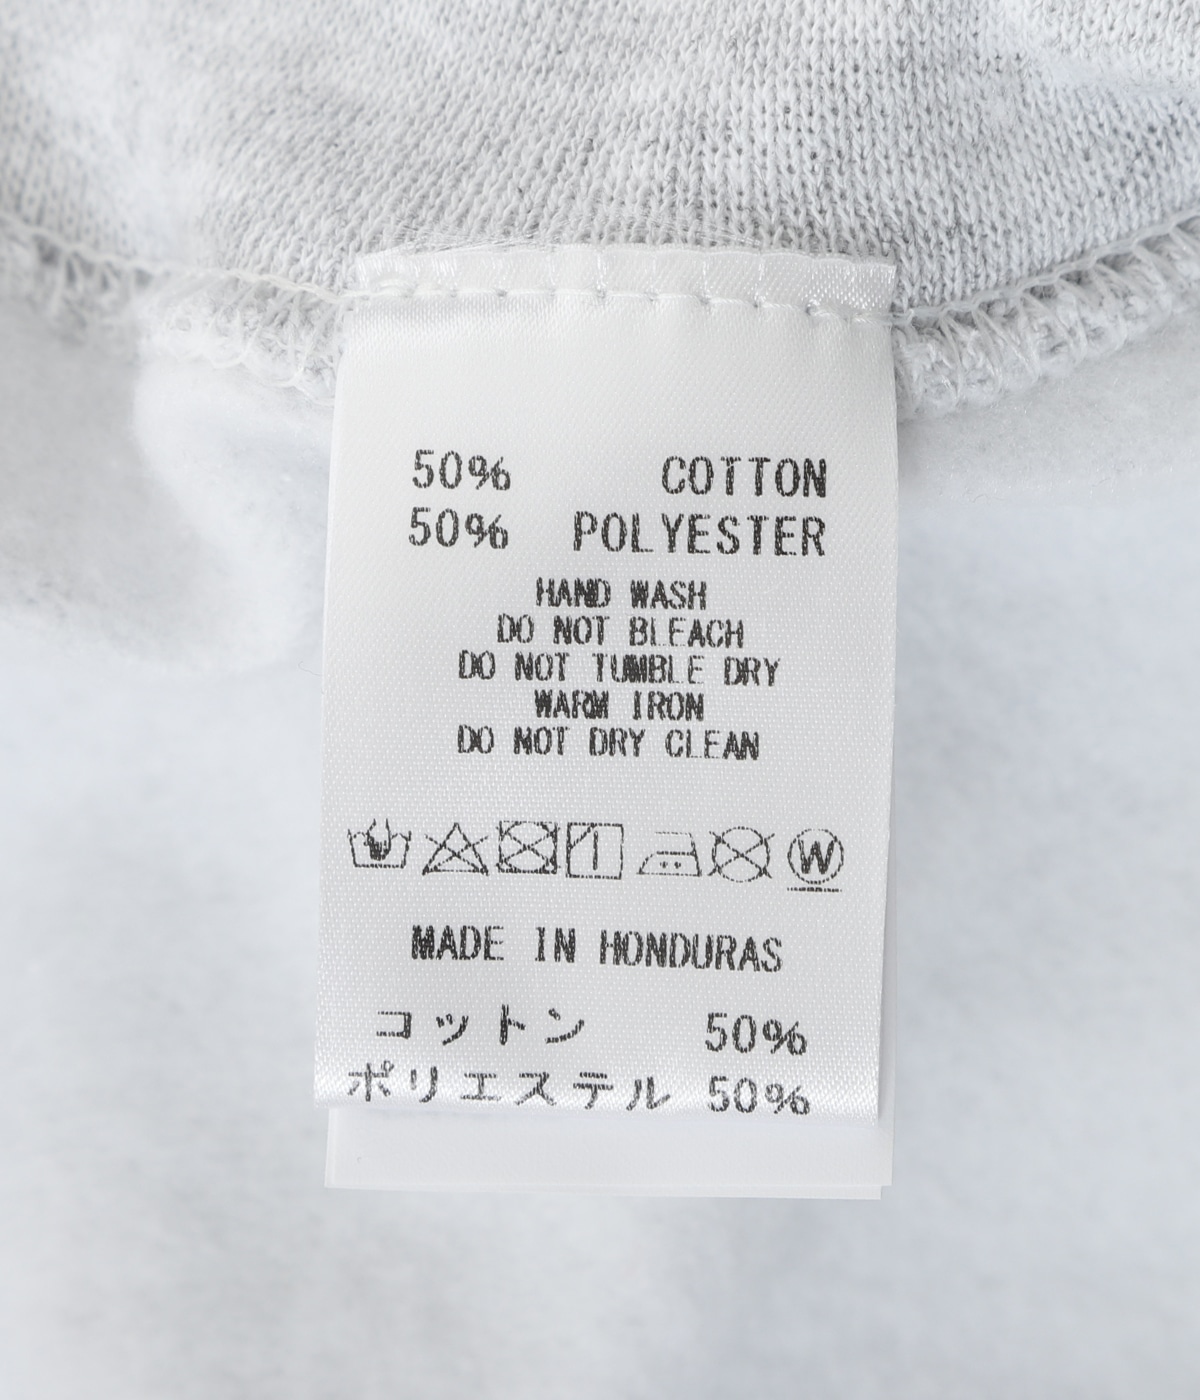 50% COTTON
50% POLYESTER
HAND WASH
DO NOT BLEACH
DO NOT TUMBLE DRY
WARM IRON
DO NOT DRY CLEAN
W
MADE IN HONDURAS
コットン 50%
ポリエステル 50%